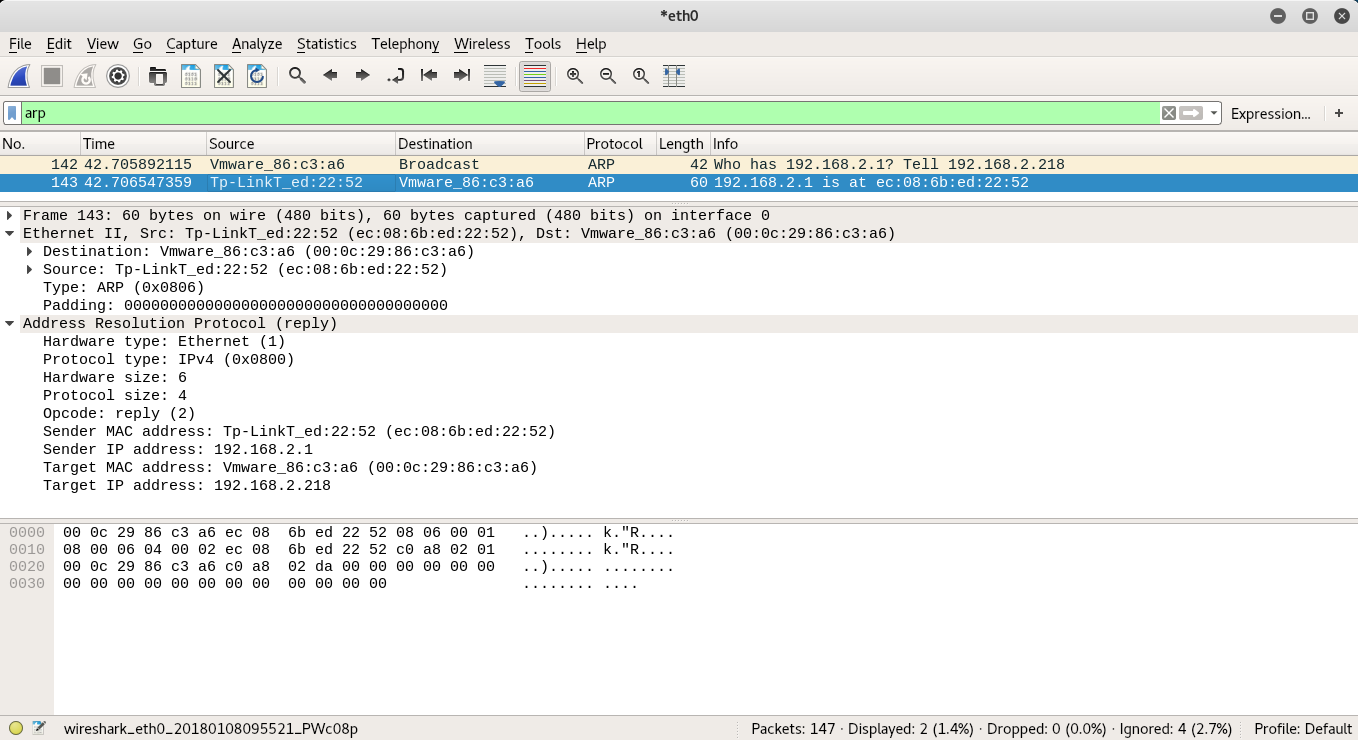 *eth0
File Edit View Go Capture Analyze Statistics Telephony Wireless Tools Help
arp
Expression... +
No. Time Source Destination Protocol Length Info
142 42.705892115 Vmware_86:c3:a6 Broadcast ARP 42 Who has 192.168.2.1? Tell 192.168.2.218
143 42.706547359 Tp-LinkT_ed:22:52 Vmware_86:c3:a6 ARP 60 192.168.2.1 is at ec:08:6b:ed:22:52
Frame 143: 60 bytes on wire (480 bits), 60 bytes captured (480 bits) on interface 0
Ethernet II, Src: Tp-LinkT_ed:22:52 (ec:08:6b:ed:22:52), Dst: Vmware_86:c3:a6 (00:0c:29:86:c3:a6)
Destination: Vmware_86:c3:a6 (00:0c:29:86:c3:a6)
Source: Tp-LinkT_ed:22:52 (ec:08:6b:ed:22:52)
Type: ARP (0x0806)
Padding: 000000000000000000000000000000000000
Address Resolution Protocol (reply)
Hardware type: Ethernet (1)
Protocol type: IPv4 (0x0800)
Hardware size: 6
Protocol size: 4
Opcode: reply (2)
Sender MAC address: Tp-LinkT_ed:22:52 (ec:08:6b:ed:22:52)
Sender IP address: 192.168.2.1
Target MAC address: Vmware_86:c3:a6 (00:0c:29:86:c3:a6)
Target IP address: 192.168.2.218
0000 00 0c 29 86 c3 a6 ec 08 6b ed 22 52 08 06 00 01 ..)..... k."R....
0010 08 00 06 04 00 02 ec 08 6b ed 22 52 c0 a8 02 01 ........ k."R....
0020 00 0c 29 86 c3 a6 c0 a8 02 da 00 00 00 00 00 00 ..)..... ........
0030 00 00 00 00 00 00 00 00 00 00 00 00 ........ ....
wireshark_eth0_20180108095521_PWc08p Packets: 147 · Displayed: 2 (1.4%) · Dropped: 0 (0.0%) · Ignored: 4 (2.7%) Profile: Default